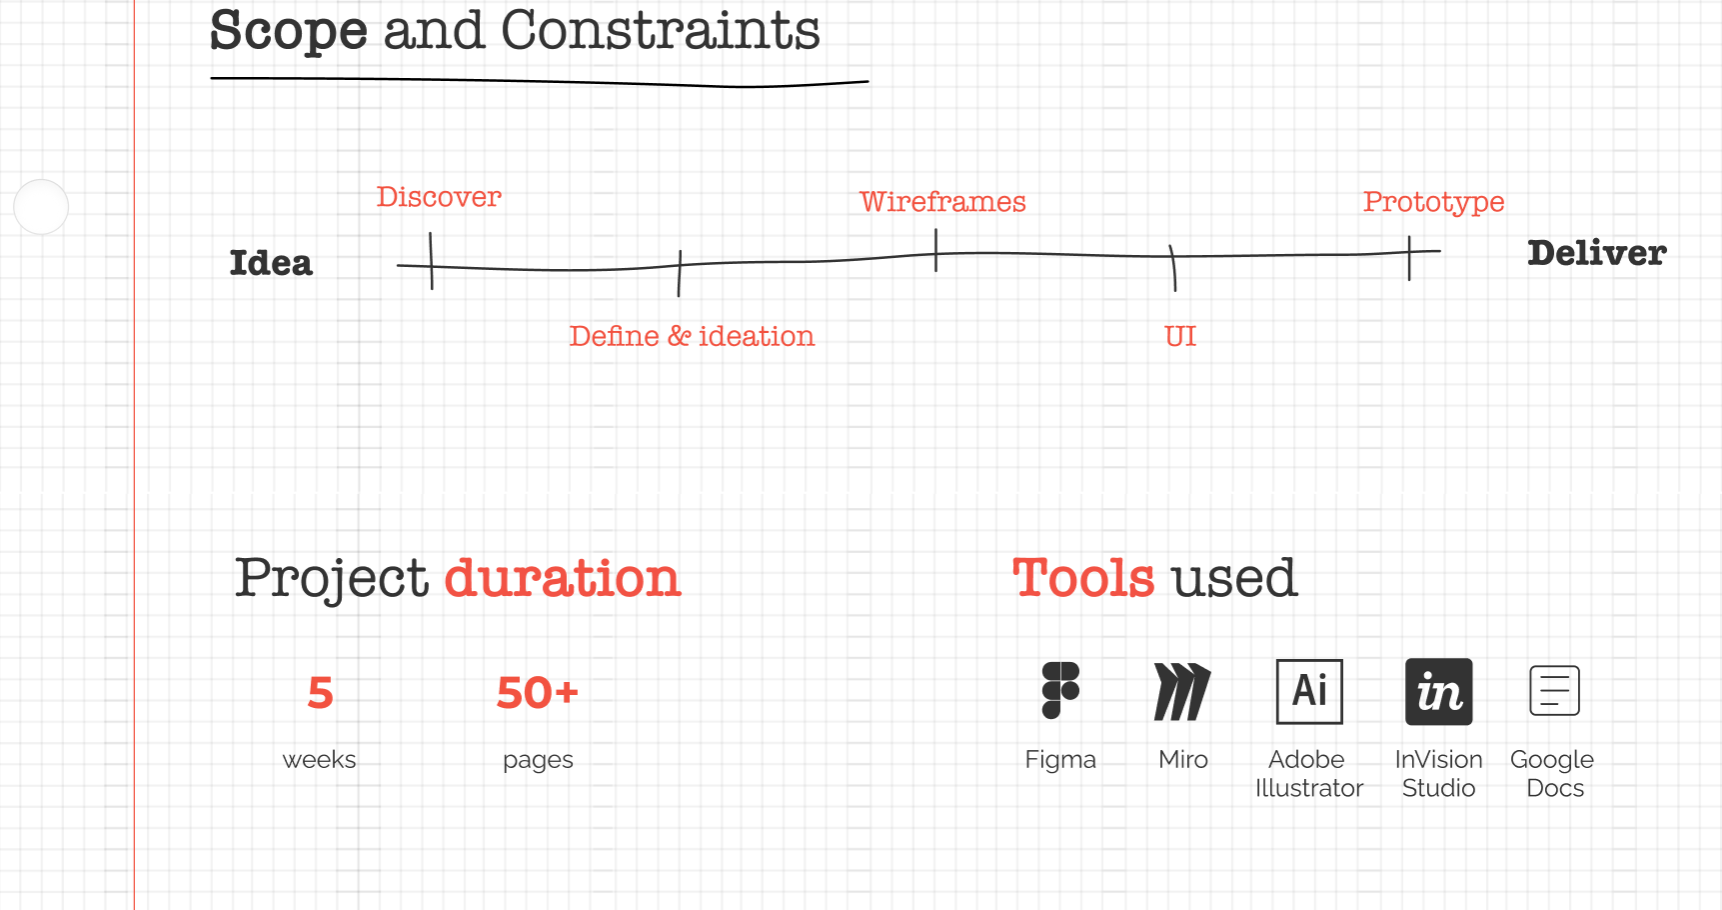 Scope and Constraints
Discover
Wireframes
Prototype
Idea
Deliver
Define & ideation
UI
Project duration
Tools used
5
50+
weeks
pages
Ai
in
Figma
Miro
Adobe
Illustrator
InVision
Studio
Google
Docs